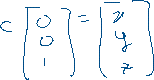 c [0 0 1] = [x y z]